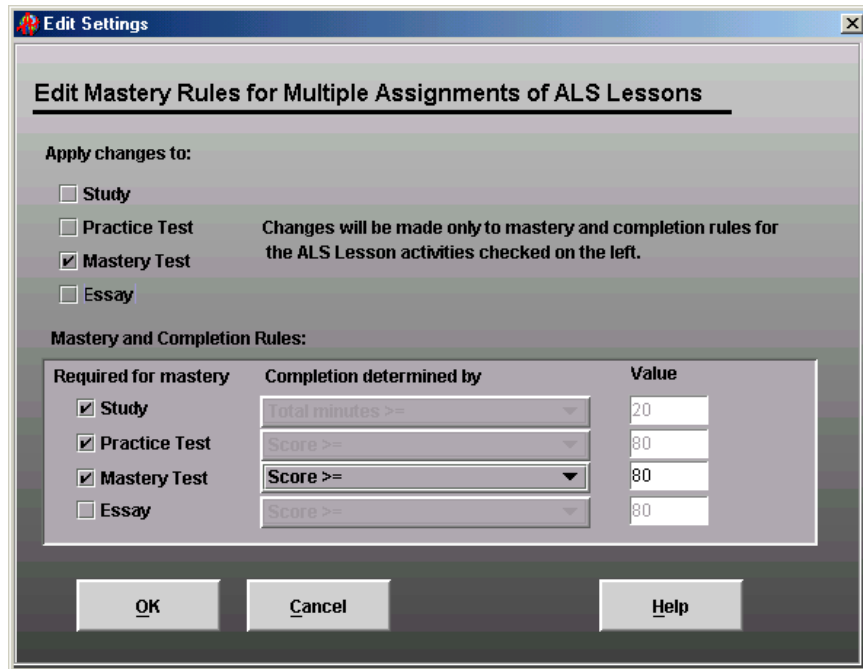 Edit Settings
Edit Mastery Rules for Multiple Assignments of ALS Lessons
Apply changes to:
Study
Practice Test
Mastery Test
Essay
Changes will be made only to mastery and completion rules for
the ALS Lesson activities checked on the left.
Mastery and Completion Rules:
Required for mastery Completion determined by Value
Study Total minutes >= 20
Practice Test Score >= 80
Mastery Test Score >= 80
Essay Score >= 80
OK Cancel Help